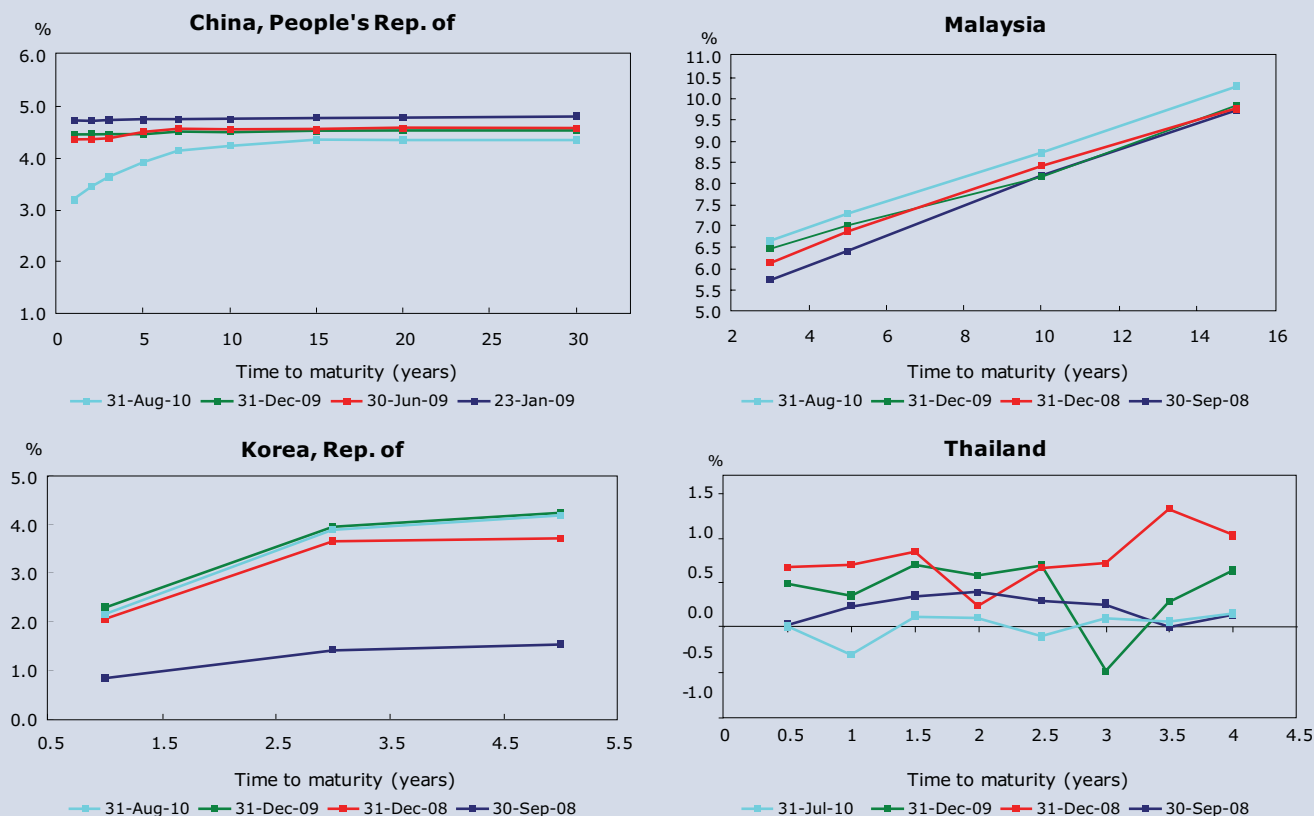 China, People's Rep. of
%
6.0
5.0
4.0
3.0
2.0
1.0
0 5 10 15 20 25 30
Time to maturity (years)
31-Aug-10 31-Dec-09 30-Jun-09 23-Jan-09
Malaysia
%
11.0
10.5
10.0
9.5
9.0
8.5
8.0
7.5
7.0
6.5
6.0
5.5
5.0
2 4 6 8 10 12 14 16
Time to maturity (years)
31-Aug-10 31-Dec-09 31-Dec-08 30-Sep-08
Korea, Rep. of
%
5.0
4.0
3.0
2.0
1.0
0.0
0.5 1.5 2.5 3.5 4.5 5.5
Time to maturity (years)
31-Aug-10 31-Dec-09 31-Dec-08 30-Sep-08
Thailand
%
1.5
1.0
0.5
0.0
-0.5
-1.0
0 0.5 1 1.5 2 2.5 3 3.5 4 4.5
Time to maturity (years)
31-Jul-10 31-Dec-09 31-Dec-08 30-Sep-08